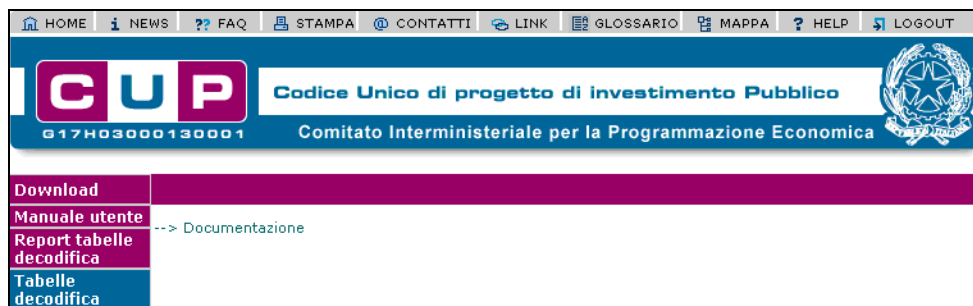 HOME NEWS FAQ STAMPA CONTATTI LINK GLOSSARIO MAPPA HELP LOGOUT
CUP Codice Unico di progetto di investimento Pubblico
G17H03000130001 Comitato Interministeriale per la Programmazione Economica
Download
Manuale utente
--> Documentazione
Report tabelle
decodifica
Tabelle
decodifica